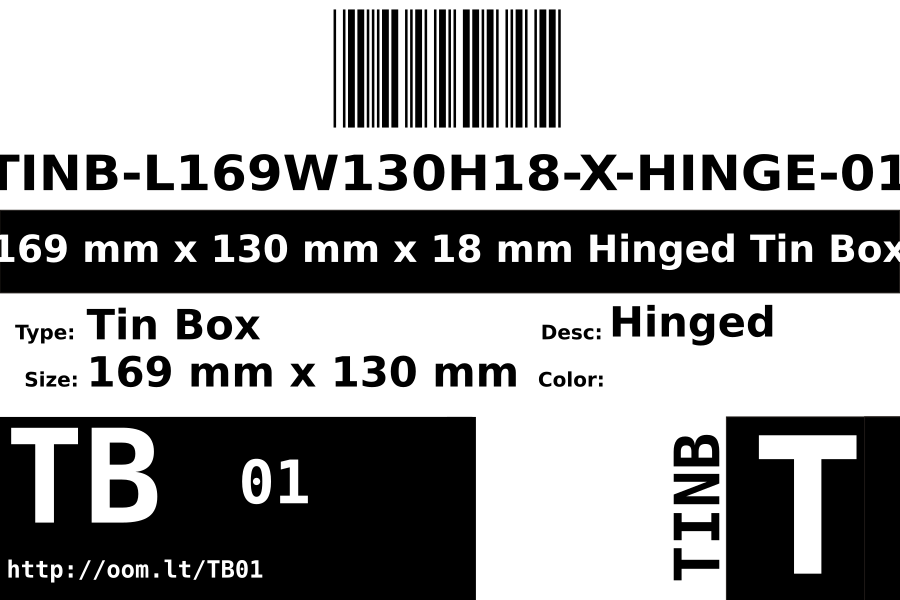 TINB-L169W130H18-X-HINGE-01
169 mm x 130 mm x 18 mm Hinged Tin Box
Type: Tin Box
Desc: Hinged
Size: 169 mm x 130 mm
Color:
TB 01
http://oom.lt/TB01
TINB
T